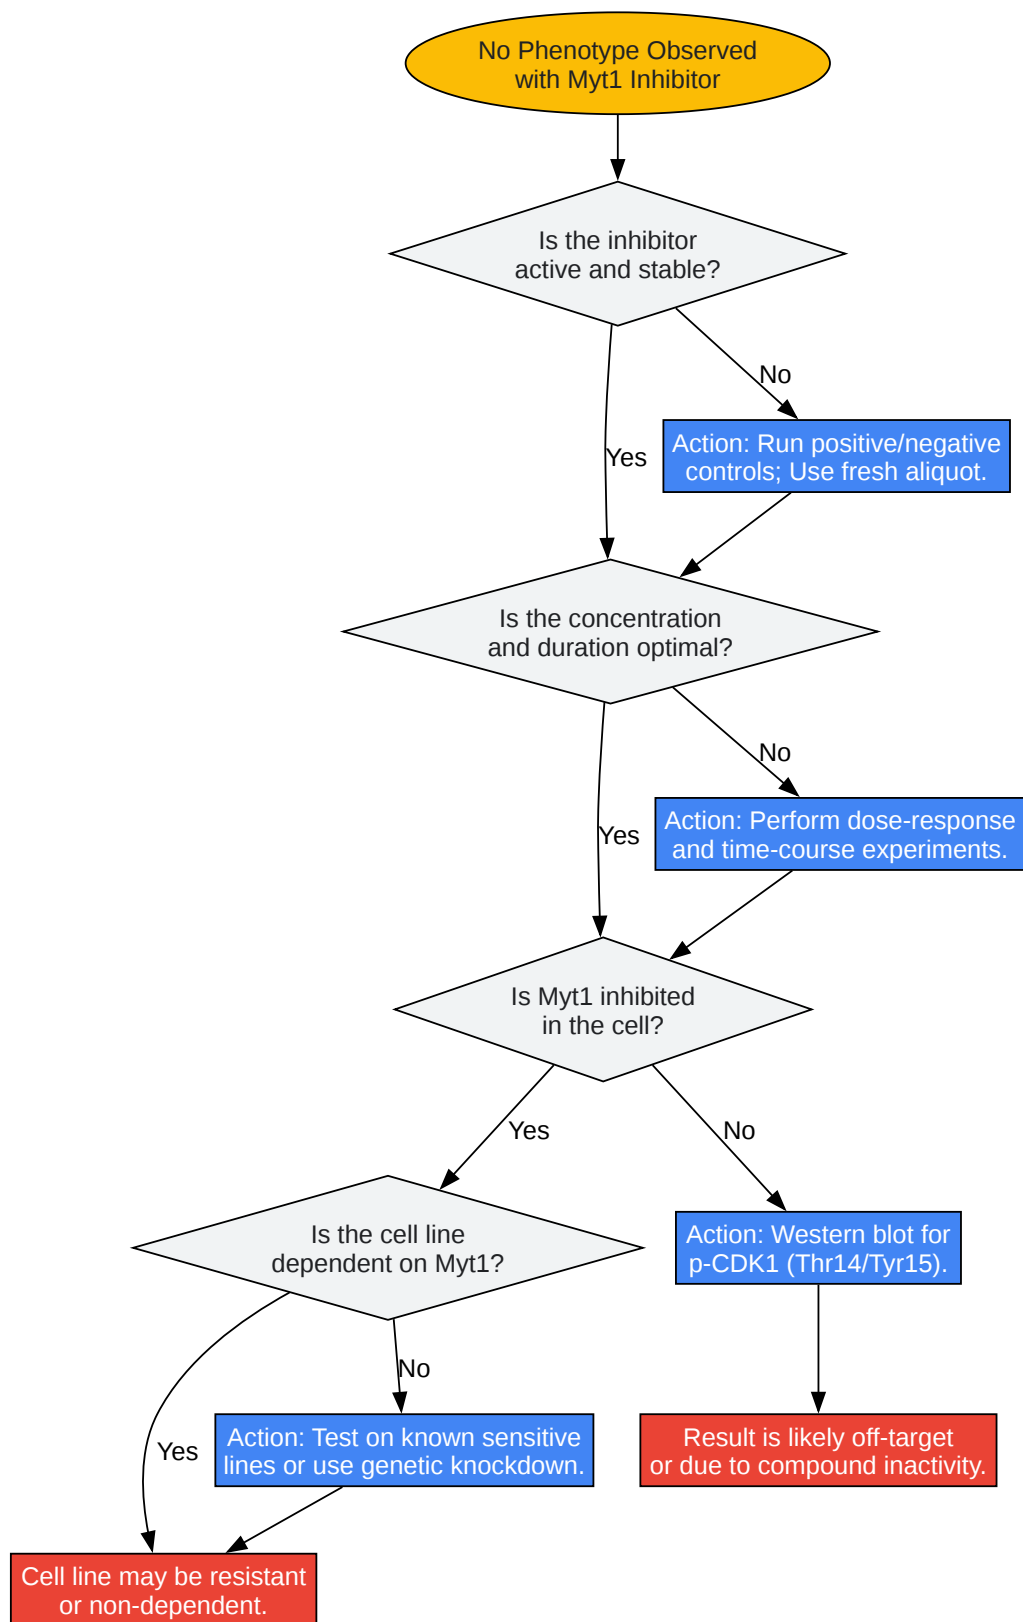 No Phenotype Observed
with Myt1 Inhibitor
Is the inhibitor
active and stable?
No
Yes
Action: Run positive/negative
controls; Use fresh aliquot.
Is the concentration
and duration optimal?
No
Yes
Action: Perform dose-response
and time-course experiments.
Is Myt1 inhibited
in the cell?
Yes
No
Is the cell line
dependent on Myt1?
Action: Western blot for
p-CDK1 (Thr14/Tyr15).
No
Yes
Action: Test on known sensitive
lines or use genetic knockdown.
Result is likely off-target
or due to compound inactivity.
Cell line may be resistant
or non-dependent.